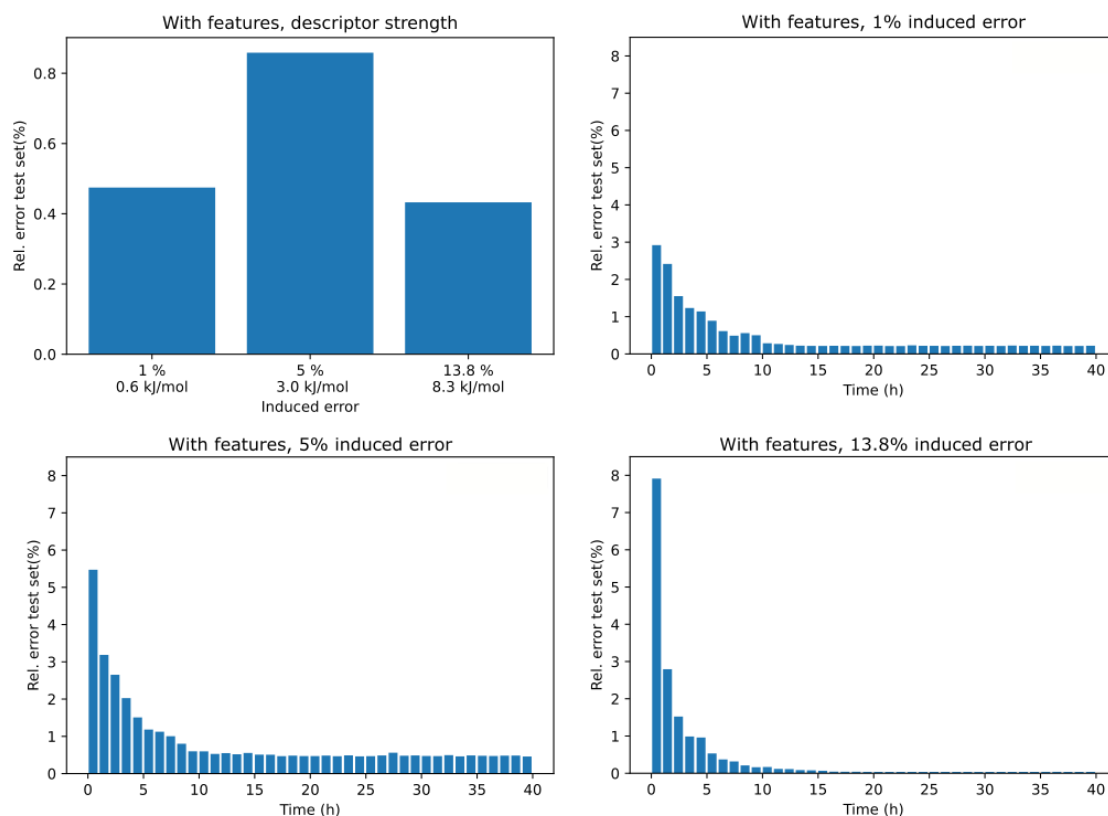 With features, descriptor strength
Rel. error test set(%)
0.8
0.6
0.4
0.2
0.0
1 % 5 % 13.8 %
0.6 kJ/mol 3.0 kJ/mol 8.3 kJ/mol
Induced error
With features, 1% induced error
Rel. error test set(%)
8
7
6
5
4
3
2
1
0
0 5 10 15 20 25 30 35 40
Time (h)
With features, 5% induced error
Rel. error test set(%)
8
7
6
5
4
3
2
1
0
0 5 10 15 20 25 30 35 40
Time (h)
With features, 13.8% induced error
Rel. error test set(%)
8
7
6
5
4
3
2
1
0
0 5 10 15 20 25 30 35 40
Time (h)